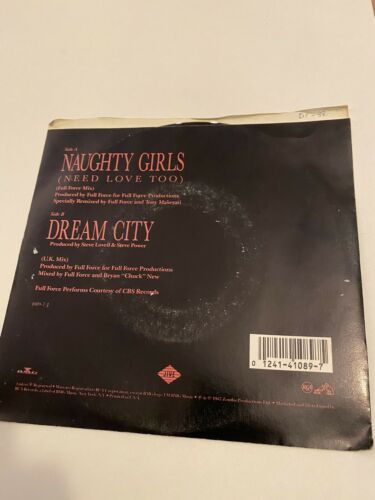 Side A
NAUGHTY GIRLS
(NEED LOVE TOO)
(Full Force Mix)
Produced by Full Force for Full Force Productions
Specially Remixed by Full Force and Tony Maserati
Side B
DREAM CITY
Produced by Steve Lovell & Steve Power
(U.K. Mix)
Produced by Full Force for Full Force Productions
Mixed by Full Force and Bryan "Chuck" New
Full Force Performs Courtesy of CBS Records
0 1241-41089-7
BMG
JIVE
RCA